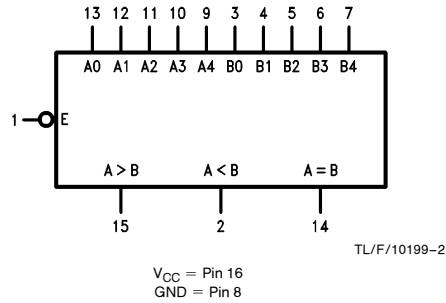 13 12 11 10 9 3 4 5 6 7
A0 A1 A2 A3 A4 B0 B1 B2 B3 B4
1 E
A > B A < B A = B
15 2 14
TL/F/10199–2
VCC = Pin 16
GND = Pin 8